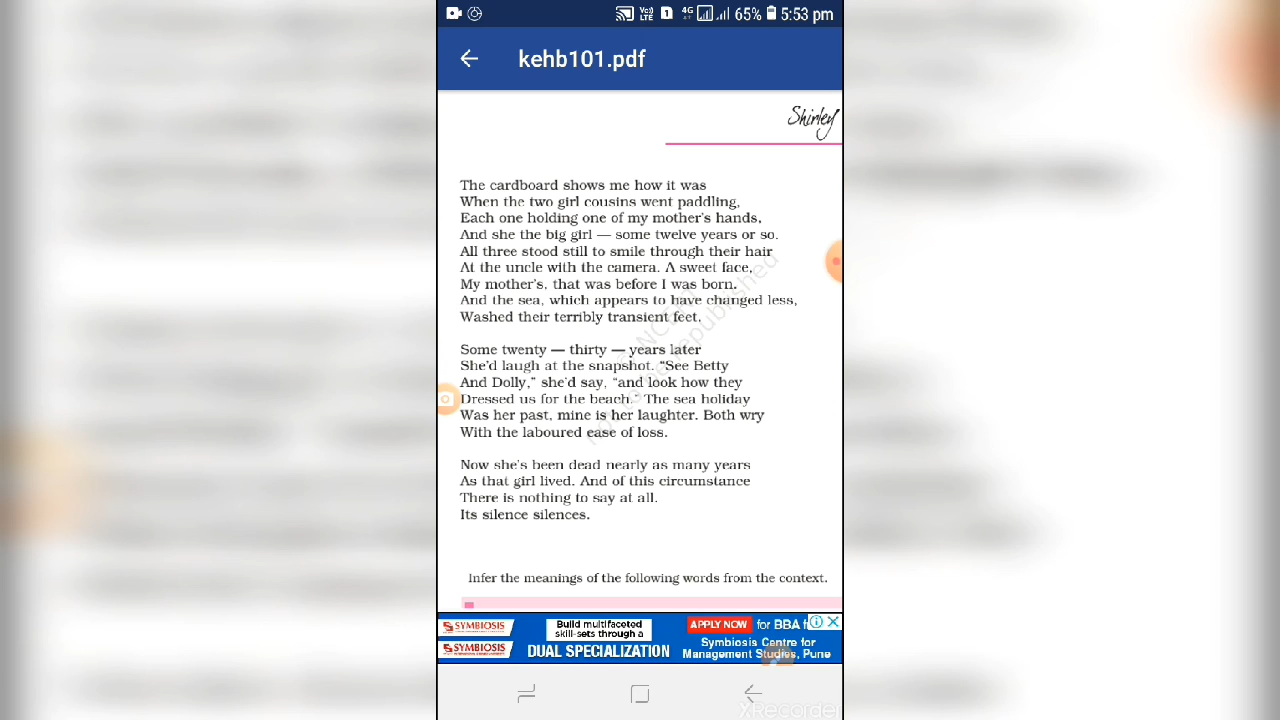 VoD LTE 1 4G 65% 5:53 pm
kehb101.pdf
Shirley
The cardboard shows me how it was
When the two girl cousins went paddling,
Each one holding one of my mother's hands,
And she the big girl — some twelve years or so.
All three stood still to smile through their hair
At the uncle with the camera. A sweet face,
My mother's, that was before I was born.
And the sea, which appears to have changed less,
Washed their terribly transient feet.
Some twenty — thirty — years later
She'd laugh at the snapshot. “See Betty
And Dolly,” she'd say, “and look how they
Dressed us for the beach.” The sea holiday
Was her past, mine is her laughter. Both wry
With the laboured ease of loss.
Now she's been dead nearly as many years
As that girl lived. And of this circumstance
There is nothing to say at all.
Its silence silences.
Infer the meanings of the following words from the context.
SYMBIOSIS
SYMBIOSIS
Build multifaceted
skill-sets through a
DUAL SPECIALIZATION
APPLY NOW for BBA
Symbiosis Centre for
Management Studies, Pune
XRecorder